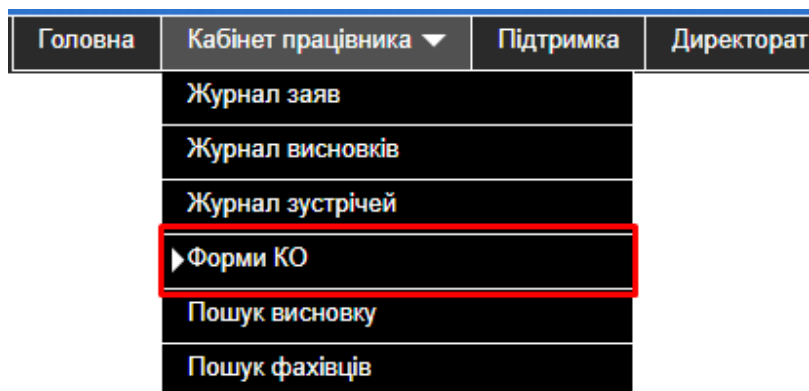 Головна Кабінет працівника Підтримка Директорат
Журнал заяв
Журнал висновків
Журнал зустрічей
Форми КО
Пошук висновку
Пошук фахівців